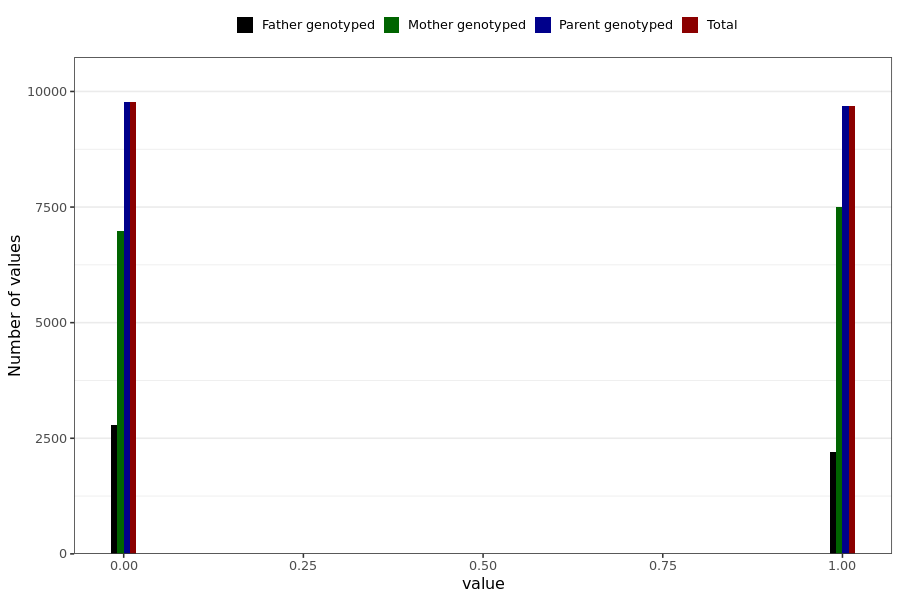 Father genotyped Mother genotyped Parent genotyped Total
Number of values
10000
7500
5000
2500
0
0.00 0.25 0.50 0.75 1.00
value